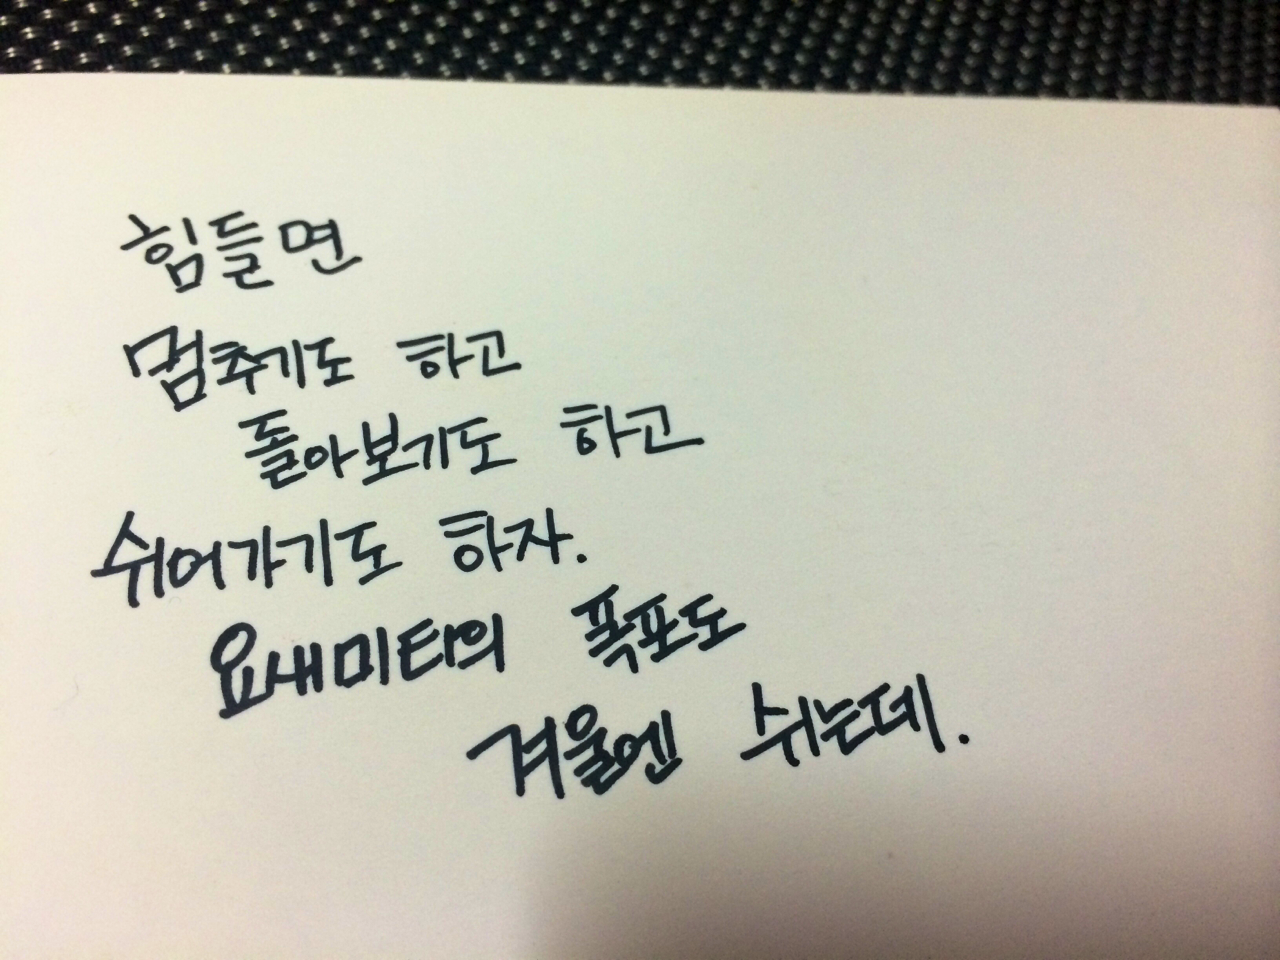 힘들면
멈추기도 하고
돌아보기도 하고
쉬어가기도 하자.
요새미티의 폭포도
겨울엔 쉬는데.